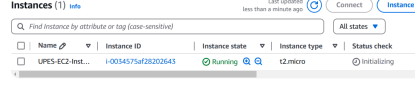 Instances (1) Info
Last updated
less than a minute ago
Connect
Instance
Find Instance by attribute or tag (case-sensitive)
All states
Name
Instance ID
Instance state
Instance type
Status check
UPES-EC2-Inst...
i-0034575af28202643
Running
t2.micro
Initializing